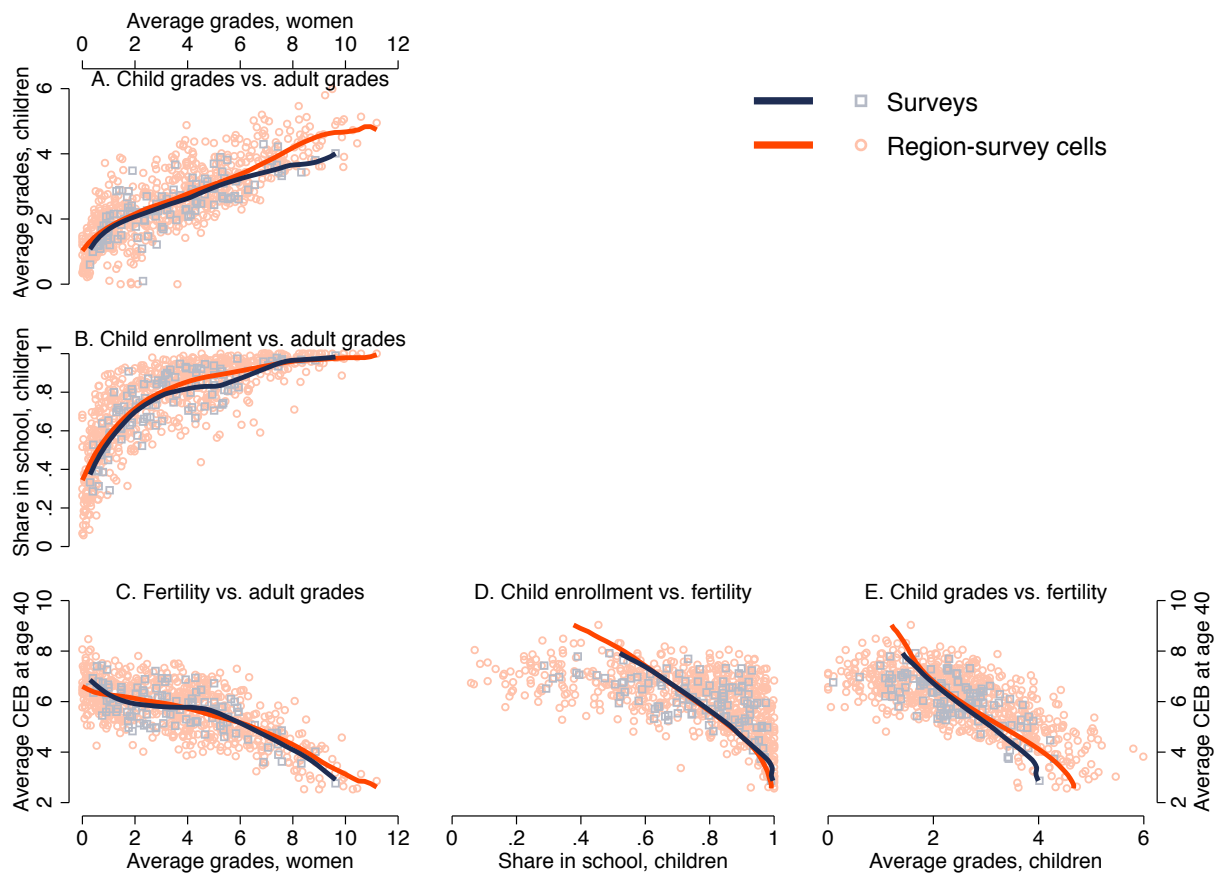 Average grades, women
0 2 4 6 8 10 12
A. Child grades vs. adult grades
Average grades, children
0 2 4 6
Surveys
Region-survey cells
B. Child enrollment vs. adult grades
Share in school, children
0 .2 .4 .6 .8 1
C. Fertility vs. adult grades
Average CEB at age 40
2 4 6 8 10
0 2 4 6 8 10 12
Average grades, women
D. Child enrollment vs. fertility
0 .2 .4 .6 .8 1
Share in school, children
E. Child grades vs. fertility
0 2 4 6
Average grades, children
2 4 6 8 10
Average CEB at age 40